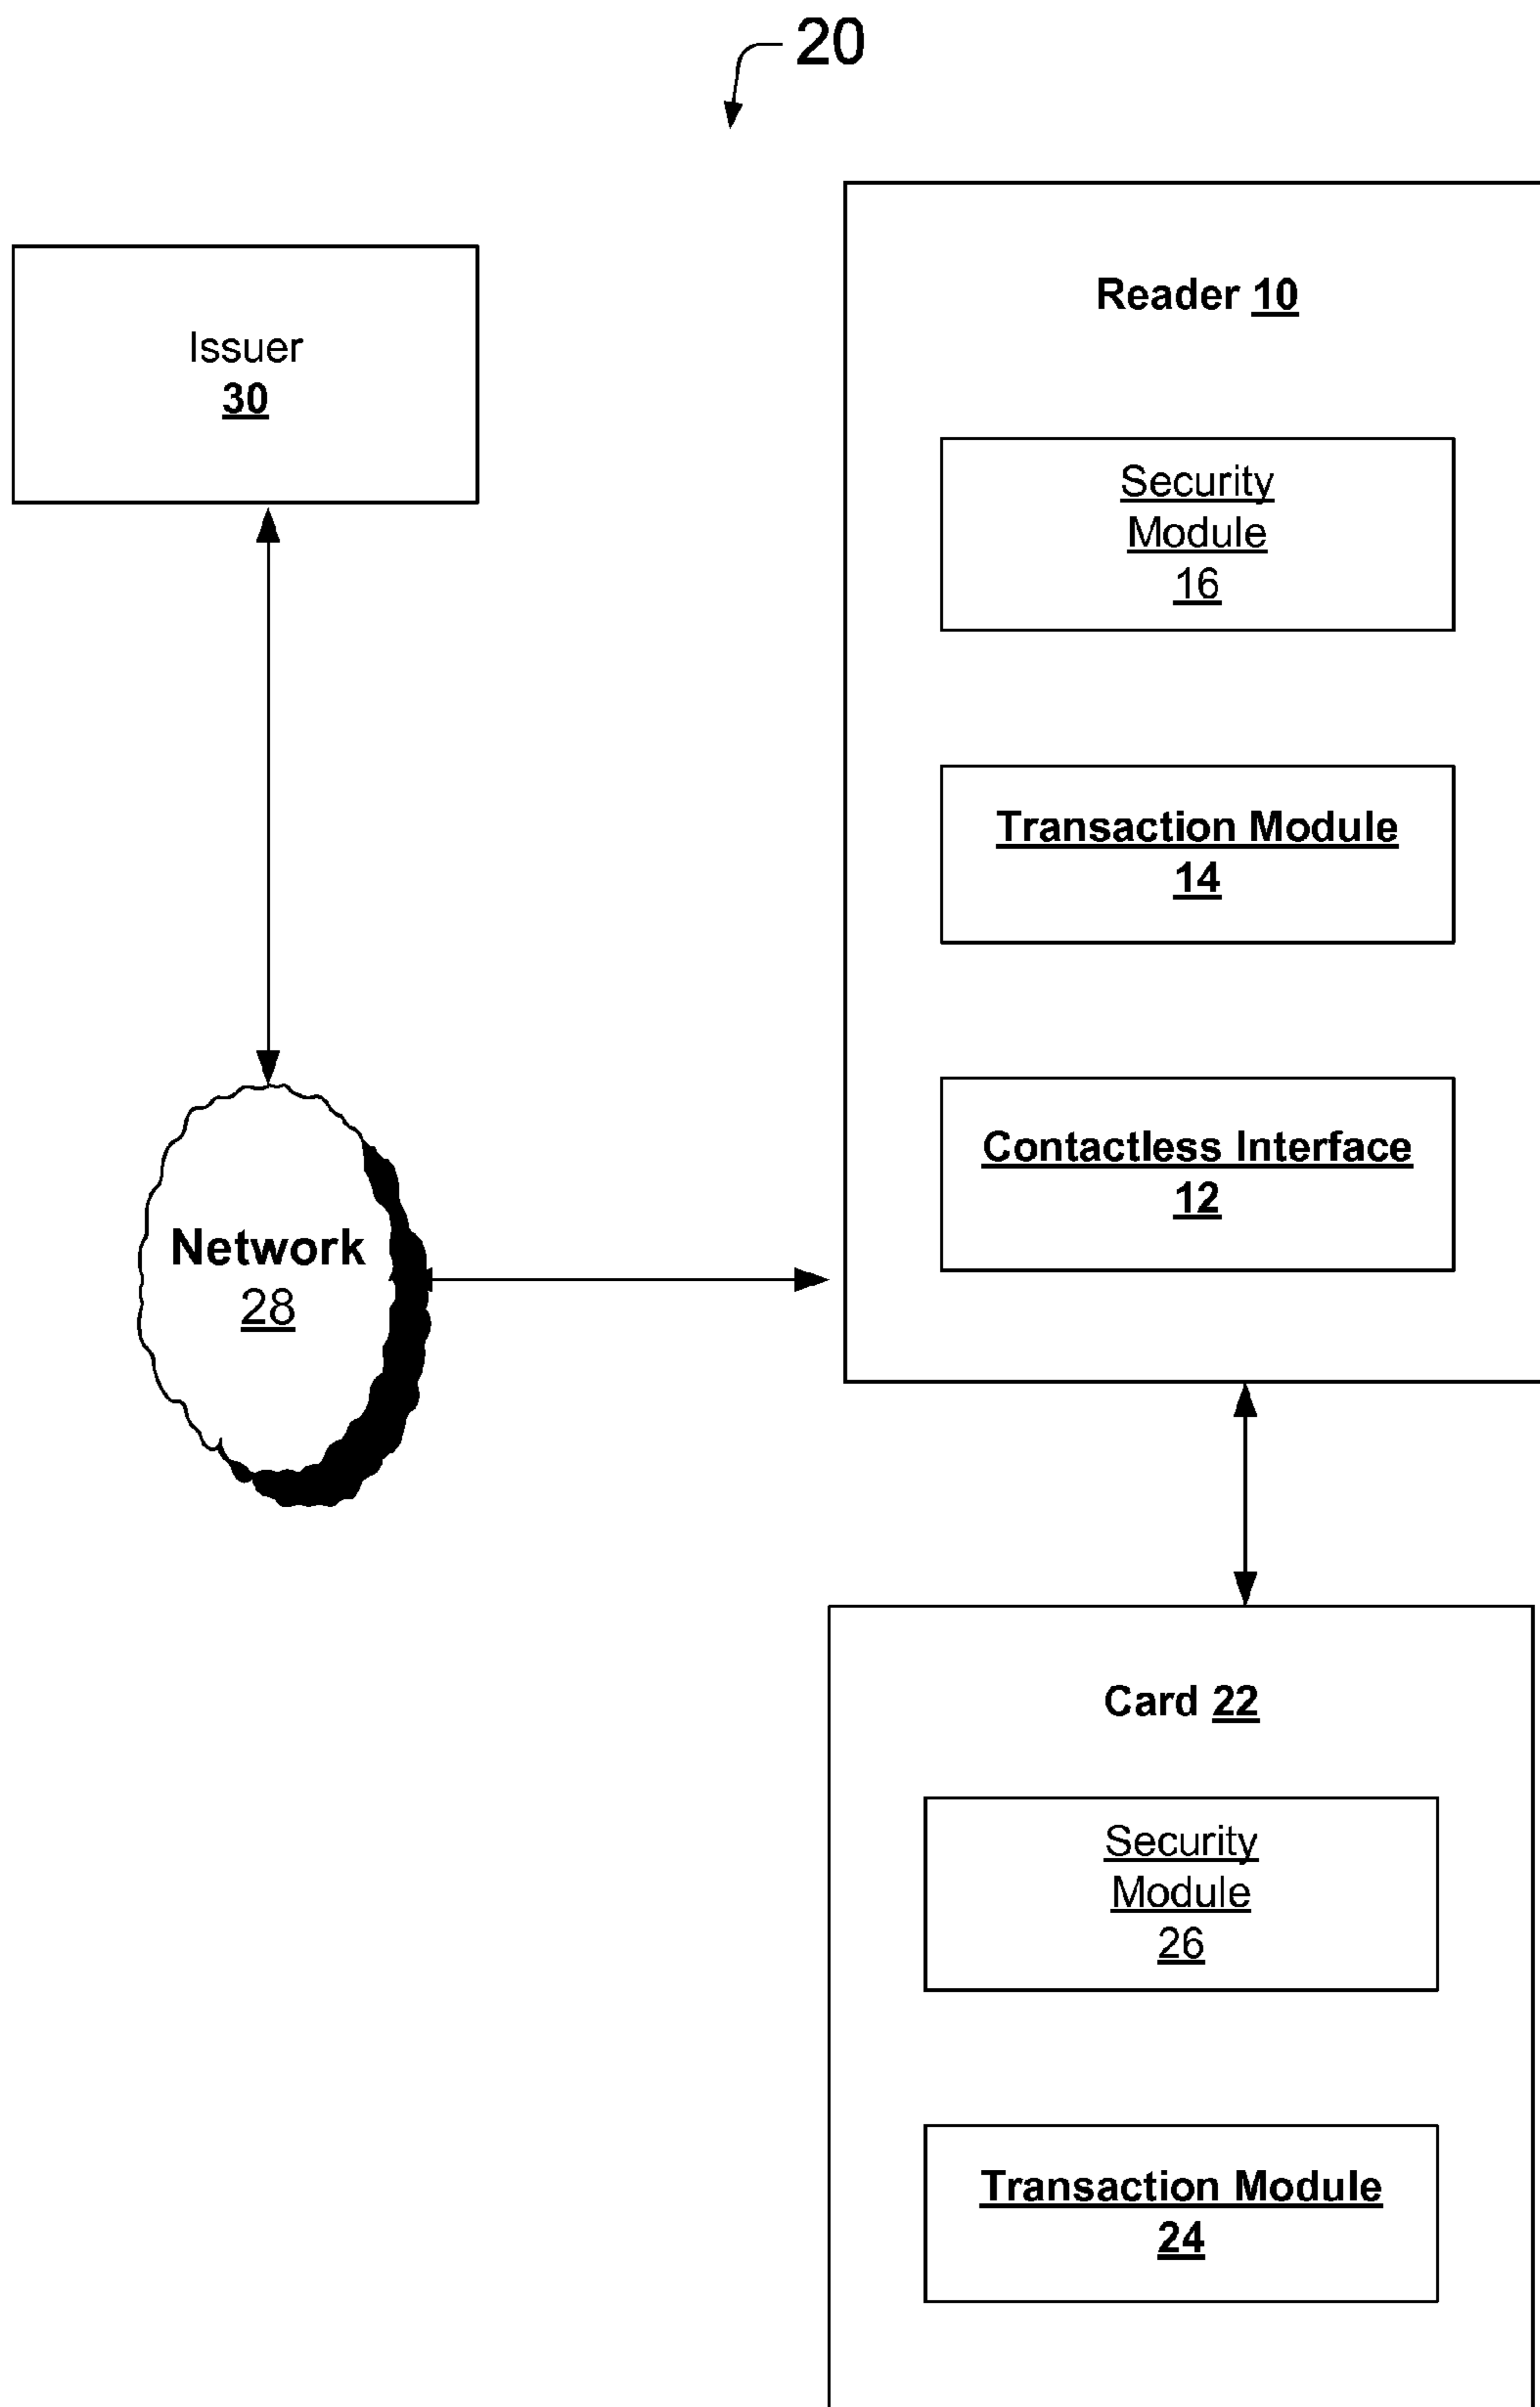 20
Issuer
30
Reader 10
Security
Module
16
Transaction Module
14
Contactless Interface
12
Network
28
Card 22
Security
Module
26
Transaction Module
24